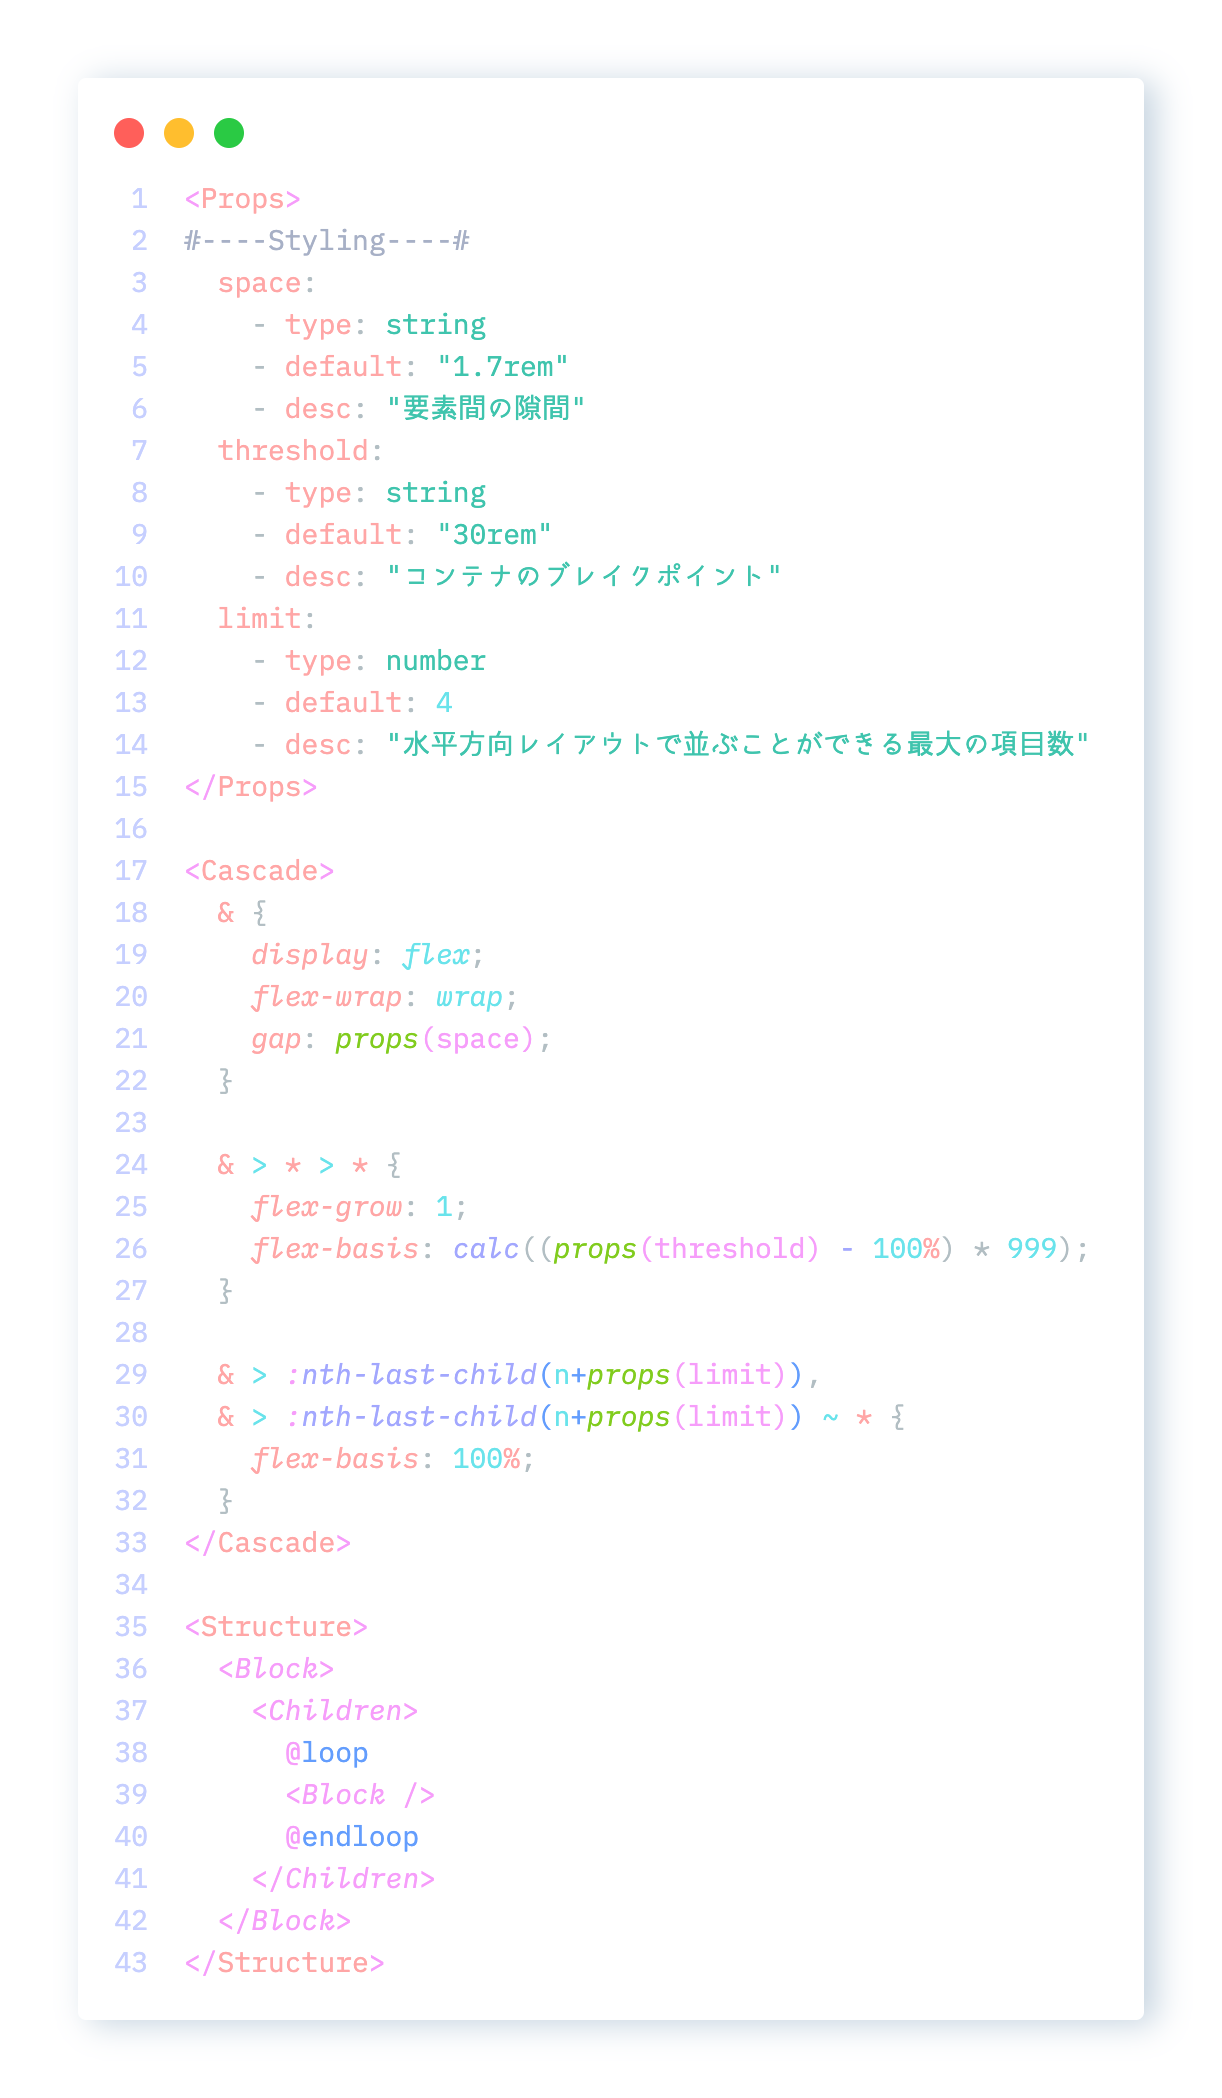 1 <Props>
2 #----Styling----#
3 space:
4 - type: string
5 - default: "1.7rem"
6 - desc: "要素間の隙間"
7 threshold:
8 - type: string
9 - default: "30rem"
10 - desc: "コンテナのブレイクポイント"
11 limit:
12 - type: number
13 - default: 4
14 - desc: "水平方向レイアウトで並ぶことができる最大の項目数"
15 </Props>
16
17 <Cascade>
18 & {
19 display: flex;
20 flex-wrap: wrap;
21 gap: props(space);
22 }
23
24 & > * > * {
25 flex-grow: 1;
26 flex-basis: calc((props(threshold) - 100%) * 999);
27 }
28
29 & > :nth-last-child(n+props(limit)),
30 & > :nth-last-child(n+props(limit)) ~ * {
31 flex-basis: 100%;
32 }
33 </Cascade>
34
35 <Structure>
36 <Block>
37 <Children>
38 @loop
39 <Block />
40 @endloop
41 </Children>
42 </Block>
43 </Structure>